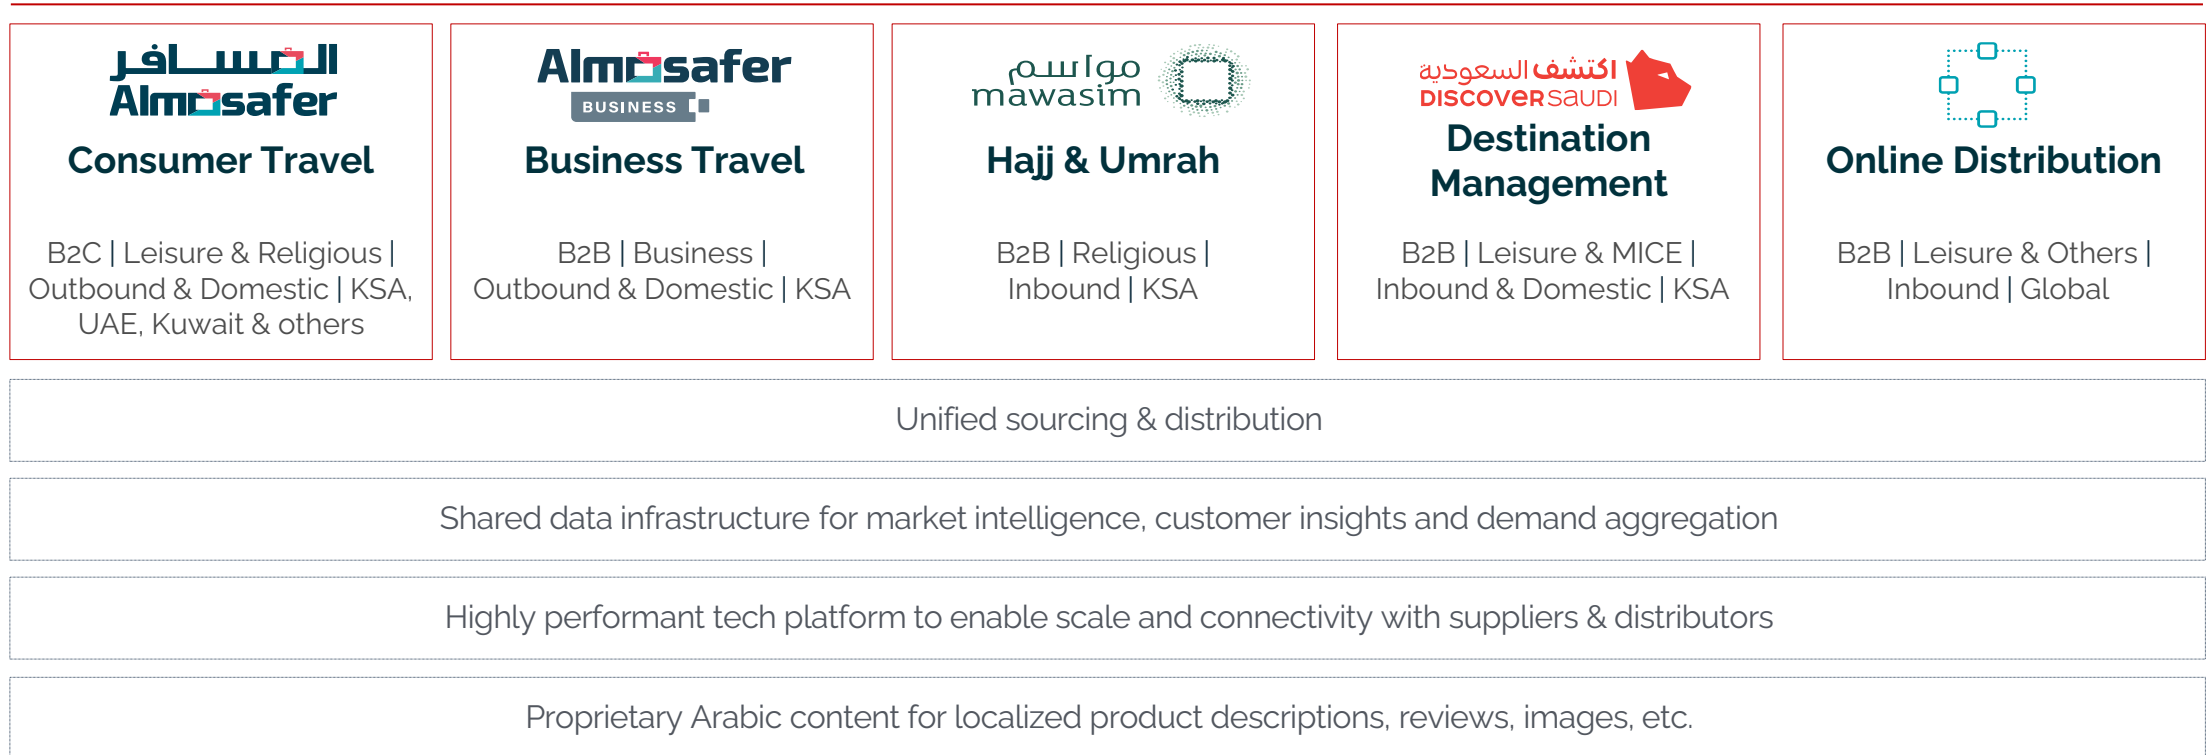 المسافر
Almosafer
Consumer Travel
B2C | Leisure & Religious |
Outbound & Domestic | KSA,
UAE, Kuwait & others
Almosafer
BUSINESS
Business Travel
B2B | Business |
Outbound & Domestic | KSA
مواسم
mawasim
Hajj & Umrah
B2B | Religious |
Inbound | KSA
اكتشف السعودية
DISCOVER SAUDI
Destination
Management
B2B | Leisure & MICE |
Inbound & Domestic | KSA
Online Distribution
B2B | Leisure & Others |
Inbound | Global
Unified sourcing & distribution
Shared data infrastructure for market intelligence, customer insights and demand aggregation
Highly performant tech platform to enable scale and connectivity with suppliers & distributors
Proprietary Arabic content for localized product descriptions, reviews, images, etc.